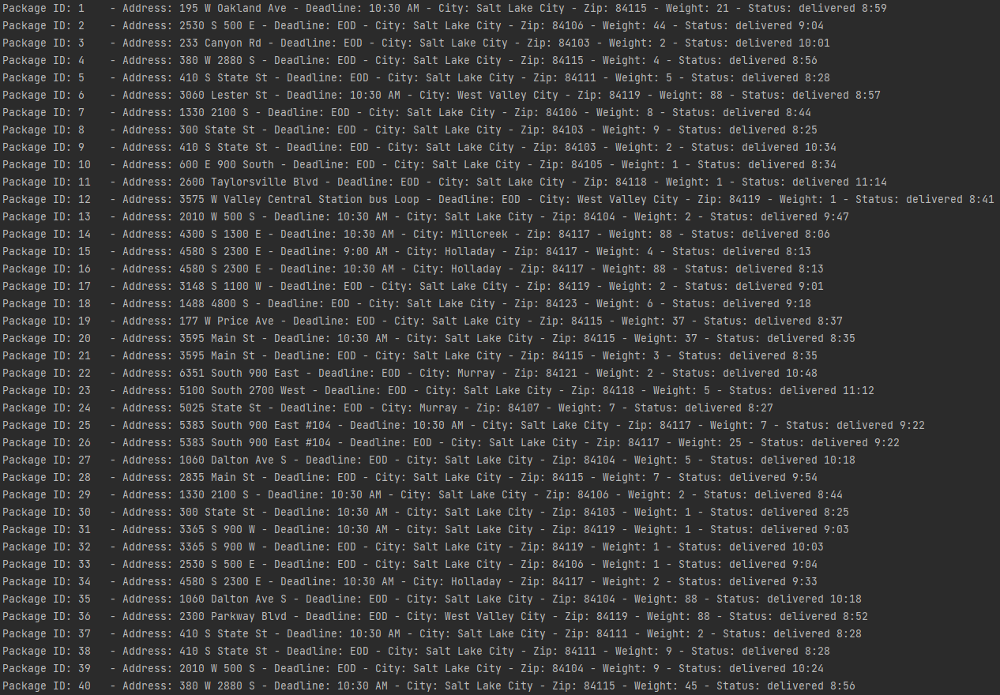 Package ID: 1    - Address: 195 W Oakland Ave - Deadline: 10:30 AM - City: Salt Lake City - Zip: 84115 - Weight: 21 - Status: delivered 8:59
Package ID: 2    - Address: 2530 S 500 E - Deadline: EOD - City: Salt Lake City - Zip: 84106 - Weight: 44 - Status: delivered 9:04
Package ID: 3    - Address: 233 Canyon Rd - Deadline: EOD - City: Salt Lake City - Zip: 84103 - Weight: 2 - Status: delivered 10:01
Package ID: 4    - Address: 380 W 2880 S - Deadline: EOD - City: Salt Lake City - Zip: 84115 - Weight: 4 - Status: delivered 8:56
Package ID: 5    - Address: 410 S State St - Deadline: EOD - City: Salt Lake City - Zip: 84111 - Weight: 5 - Status: delivered 8:28
Package ID: 6    - Address: 3060 Lester St - Deadline: 10:30 AM - City: West Valley City - Zip: 84119 - Weight: 88 - Status: delivered 8:57
Package ID: 7    - Address: 1330 2100 S - Deadline: EOD - City: Salt Lake City - Zip: 84106 - Weight: 8 - Status: delivered 8:44
Package ID: 8    - Address: 300 State St - Deadline: EOD - City: Salt Lake City - Zip: 84103 - Weight: 9 - Status: delivered 8:25
Package ID: 9    - Address: 410 S State St - Deadline: EOD - City: Salt Lake City - Zip: 84103 - Weight: 2 - Status: delivered 10:34
Package ID: 10   - Address: 600 E 900 South - Deadline: EOD - City: Salt Lake City - Zip: 84105 - Weight: 1 - Status: delivered 8:34
Package ID: 11   - Address: 2600 Taylorsville Blvd - Deadline: EOD - City: Salt Lake City - Zip: 84118 - Weight: 1 - Status: delivered 11:14
Package ID: 12   - Address: 3575 W Valley Central Station bus Loop - Deadline: EOD - City: West Valley City - Zip: 84119 - Weight: 1 - Status: delivered 8:41
Package ID: 13   - Address: 2010 W 500 S - Deadline: 10:30 AM - City: Salt Lake City - Zip: 84104 - Weight: 2 - Status: delivered 9:47
Package ID: 14   - Address: 4300 S 1300 E - Deadline: 10:30 AM - City: Millcreek - Zip: 84117 - Weight: 88 - Status: delivered 8:06
Package ID: 15   - Address: 4580 S 2300 E - Deadline: 9:00 AM - City: Holladay - Zip: 84117 - Weight: 4 - Status: delivered 8:13
Package ID: 16   - Address: 4580 S 2300 E - Deadline: 10:30 AM - City: Holladay - Zip: 84117 - Weight: 88 - Status: delivered 8:13
Package ID: 17   - Address: 3148 S 1100 W - Deadline: EOD - City: Salt Lake City - Zip: 84119 - Weight: 2 - Status: delivered 9:01
Package ID: 18   - Address: 1488 4800 S - Deadline: EOD - City: Salt Lake City - Zip: 84123 - Weight: 6 - Status: delivered 9:18
Package ID: 19   - Address: 177 W Price Ave - Deadline: EOD - City: Salt Lake City - Zip: 84115 - Weight: 37 - Status: delivered 8:37
Package ID: 20   - Address: 3595 Main St - Deadline: 10:30 AM - City: Salt Lake City - Zip: 84115 - Weight: 37 - Status: delivered 8:35
Package ID: 21   - Address: 3595 Main St - Deadline: EOD - City: Salt Lake City - Zip: 84115 - Weight: 3 - Status: delivered 8:35
Package ID: 22   - Address: 6351 South 900 East - Deadline: EOD - City: Murray - Zip: 84121 - Weight: 2 - Status: delivered 10:48
Package ID: 23   - Address: 5100 South 2700 West - Deadline: EOD - City: Salt Lake City - Zip: 84118 - Weight: 5 - Status: delivered 11:12
Package ID: 24   - Address: 5025 State St - Deadline: EOD - City: Murray - Zip: 84107 - Weight: 7 - Status: delivered 8:27
Package ID: 25   - Address: 5383 South 900 East #104 - Deadline: 10:30 AM - City: Salt Lake City - Zip: 84117 - Weight: 7 - Status: delivered 9:22
Package ID: 26   - Address: 5383 South 900 East #104 - Deadline: EOD - City: Salt Lake City - Zip: 84117 - Weight: 25 - Status: delivered 9:22
Package ID: 27   - Address: 1060 Dalton Ave S - Deadline: EOD - City: Salt Lake City - Zip: 84104 - Weight: 5 - Status: delivered 10:18
Package ID: 28   - Address: 2835 Main St - Deadline: EOD - City: Salt Lake City - Zip: 84115 - Weight: 7 - Status: delivered 9:54
Package ID: 29   - Address: 1330 2100 S - Deadline: 10:30 AM - City: Salt Lake City - Zip: 84106 - Weight: 2 - Status: delivered 8:44
Package ID: 30   - Address: 300 State St - Deadline: 10:30 AM - City: Salt Lake City - Zip: 84103 - Weight: 1 - Status: delivered 8:25
Package ID: 31   - Address: 3365 S 900 W - Deadline: 10:30 AM - City: Salt Lake City - Zip: 84119 - Weight: 1 - Status: delivered 9:03
Package ID: 32   - Address: 3365 S 900 W - Deadline: EOD - City: Salt Lake City - Zip: 84119 - Weight: 1 - Status: delivered 10:03
Package ID: 33   - Address: 2530 S 500 E - Deadline: EOD - City: Salt Lake City - Zip: 84106 - Weight: 1 - Status: delivered 9:04
Package ID: 34   - Address: 4580 S 2300 E - Deadline: 10:30 AM - City: Holladay - Zip: 84117 - Weight: 2 - Status: delivered 9:33
Package ID: 35   - Address: 1060 Dalton Ave S - Deadline: EOD - City: Salt Lake City - Zip: 84104 - Weight: 88 - Status: delivered 10:18
Package ID: 36   - Address: 2300 Parkway Blvd - Deadline: EOD - City: West Valley City - Zip: 84119 - Weight: 88 - Status: delivered 8:52
Package ID: 37   - Address: 410 S State St - Deadline: 10:30 AM - City: Salt Lake City - Zip: 84111 - Weight: 2 - Status: delivered 8:28
Package ID: 38   - Address: 410 S State St - Deadline: EOD - City: Salt Lake City - Zip: 84111 - Weight: 9 - Status: delivered 8:28
Package ID: 39   - Address: 2010 W 500 S - Deadline: EOD - City: Salt Lake City - Zip: 84104 - Weight: 9 - Status: delivered 10:24
Package ID: 40   - Address: 380 W 2880 S - Deadline: 10:30 AM - City: Salt Lake City - Zip: 84115 - Weight: 45 - Status: delivered 8:56